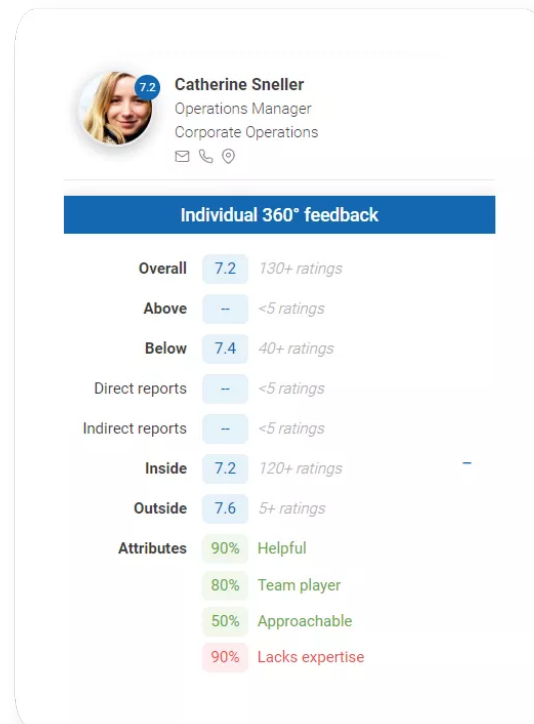 7.2
Catherine Sneller
Operations Manager
Corporate Operations
Individual 360° feedback
Overall 7.2 130+ ratings
Above -- <5 ratings
Below 7.4 40+ ratings
Direct reports -- <5 ratings
Indirect reports -- <5 ratings
Inside 7.2 120+ ratings
Outside 7.6 5+ ratings
Attributes 90% Helpful
80% Team player
50% Approachable
90% Lacks expertise